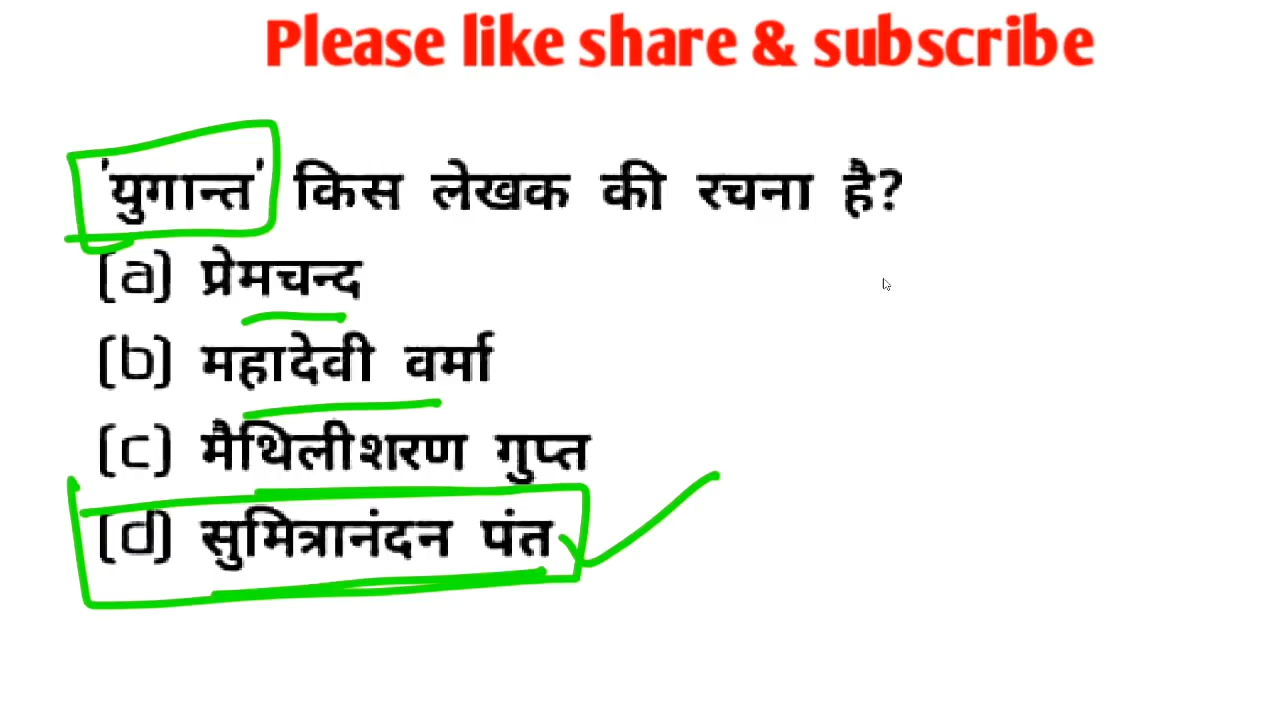 Please like share & subscribe
'युगान्त' किस लेखक की रचना है?
(a) प्रेमचन्द
(b) महादेवी वर्मा
(c) मैथिलीशरण गुप्त
(d) सुमित्रानंदन पंत